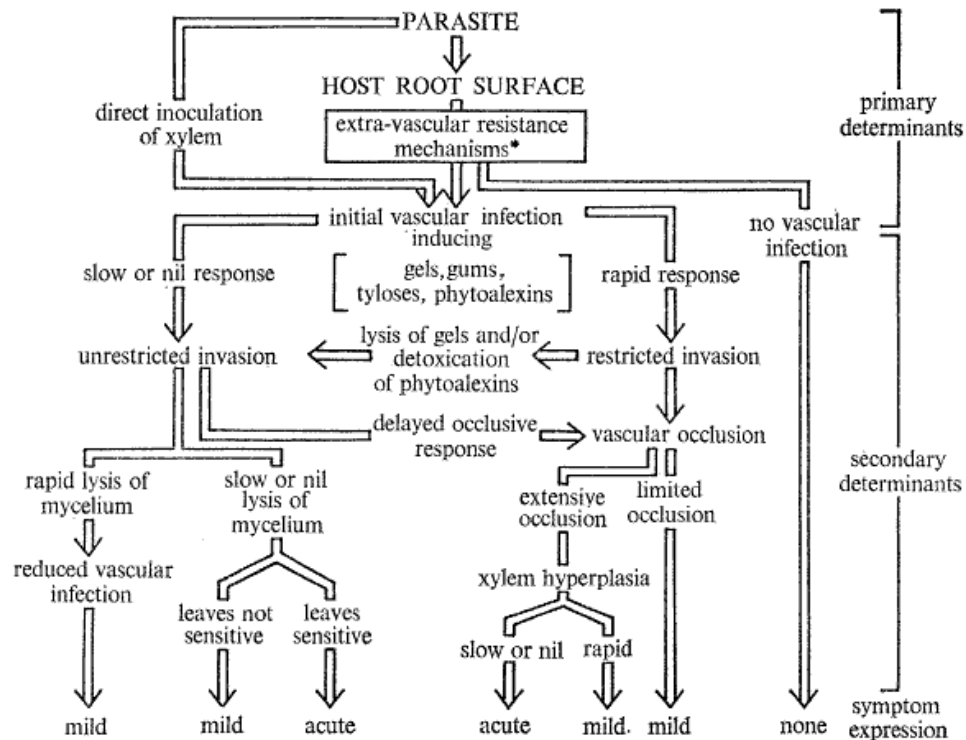 PARASITE
HOST ROOT SURFACE
direct inoculation
of xylem
extra-vascular resistance
mechanisms*
primary
determinants
initial vascular infection
inducing
no vascular
infection
slow or nil response
gels, gums,
tyloses, phytoalexins
rapid response
unrestricted invasion
lysis of gels and/or
detoxication
of phytoalexins
restricted invasion
delayed occlusive
response
vascular occlusion
secondary
determinants
rapid lysis of
mycelium
slow or nil
lysis of
mycelium
extensive
occlusion
limited
occlusion
reduced vascular
infection
xylem hyperplasia
leaves not
sensitive
leaves
sensitive
slow or nil
rapid
mild
mild
acute
acute
mild.
mild
none
symptom
expression